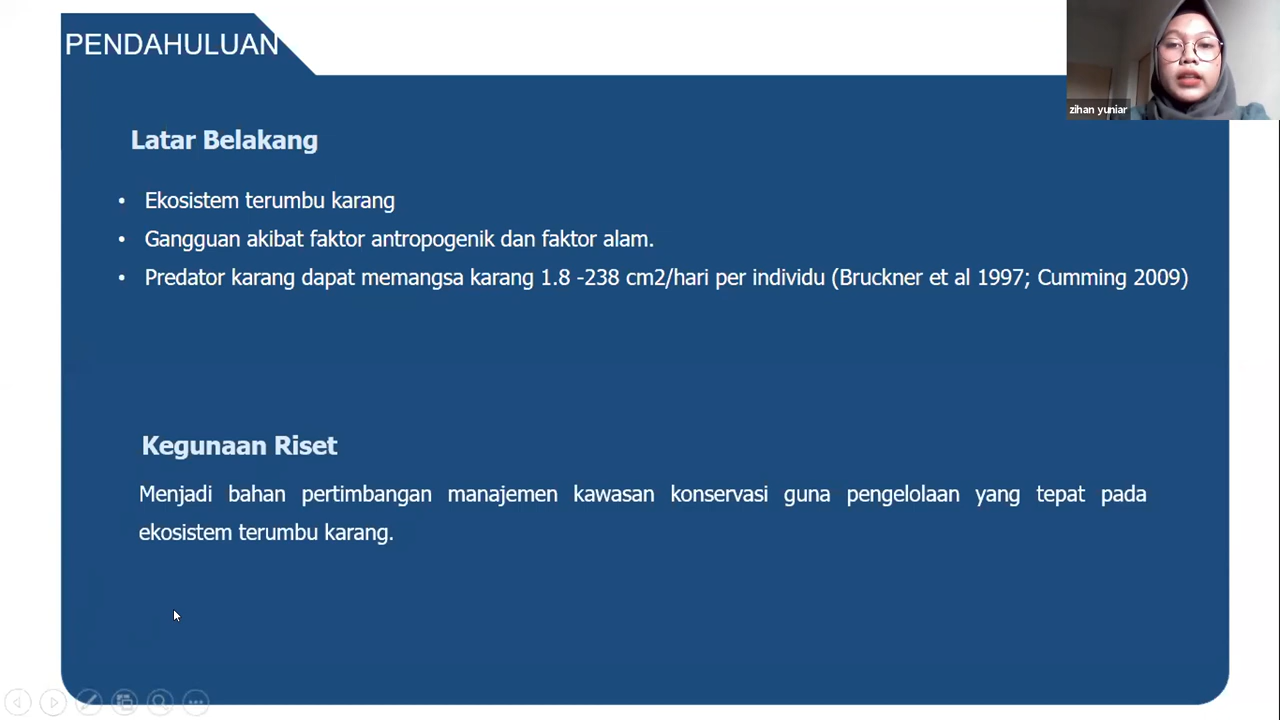 PENDAHULUAN
zihan yuniar
Latar Belakang
• Ekosistem terumbu karang
• Gangguan akibat faktor antropogenik dan faktor alam.
• Predator karang dapat memangsa karang 1.8 -238 cm2/hari per individu (Bruckner et al 1997; Cumming 2009)
Kegunaan Riset
Menjadi bahan pertimbangan manajemen kawasan konservasi guna pengelolaan yang tepat pada
ekosistem terumbu karang.